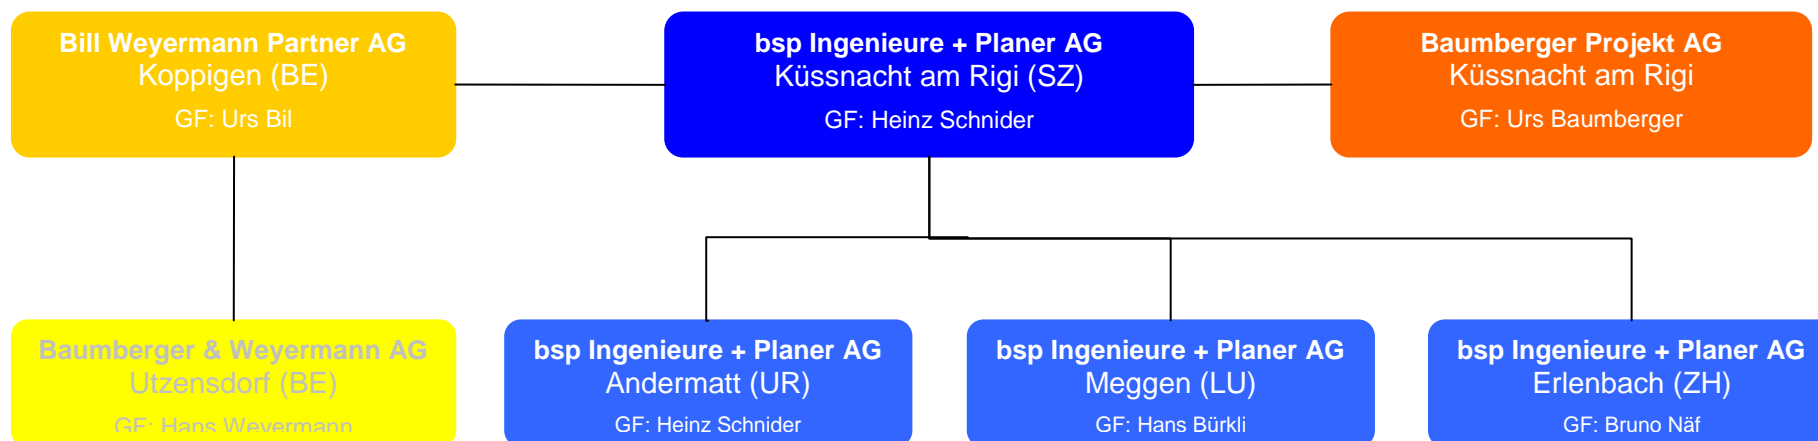 Bill Weyermann Partner AG
Koppigen (BE)
GF: Urs Bil
bsp Ingenieure + Planer AG
Küssnacht am Rigi (SZ)
GF: Heinz Schnider
Baumberger Projekt AG
Küssnacht am Rigi
GF: Urs Baumberger
Baumberger & Weyermann AG
Utzensdorf (BE)
GF: Hans Weyermann
bsp Ingenieure + Planer AG
Andermatt (UR)
GF: Heinz Schnider
bsp Ingenieure + Planer AG
Meggen (LU)
GF: Hans Bürkli
bsp Ingenieure + Planer AG
Erlenbach (ZH)
GF: Bruno Näf